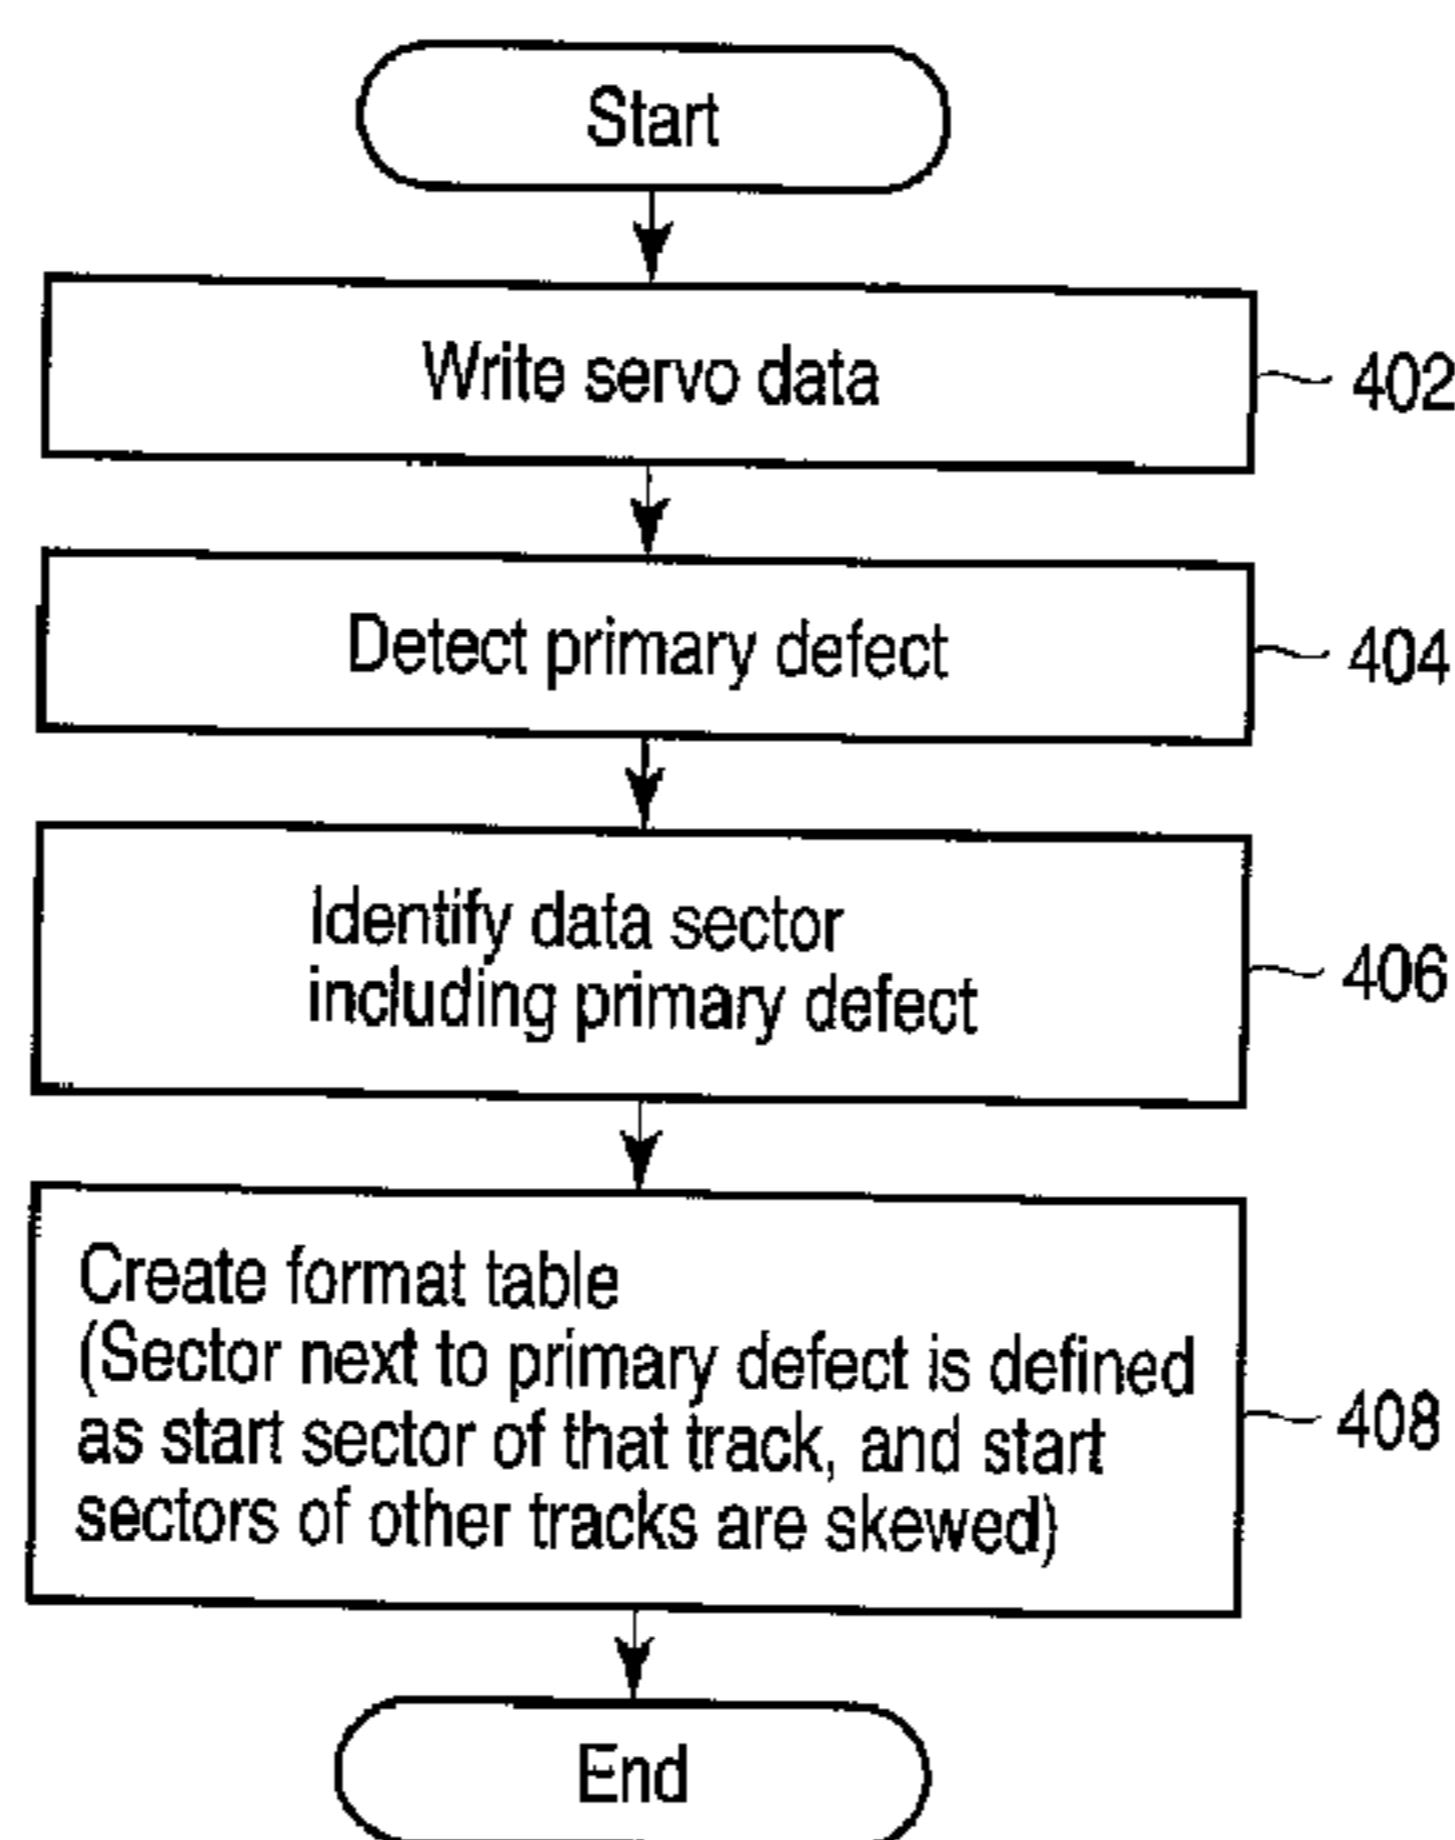 Start
Write servo data
402
Detect primary defect
404
Identify data sector
including primary defect
406
Create format table
(Sector next to primary defect is defined
as start sector of that track, and start
sectors of other tracks are skewed)
408
End